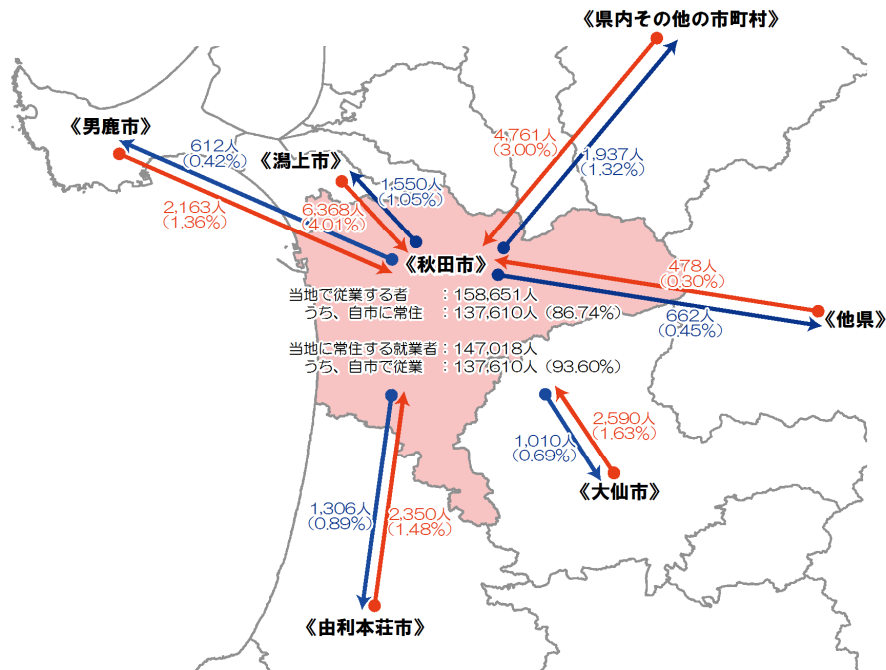 《県内その他の市町村》
《男鹿市》
612人
(0.42%)
《潟上市》
4,761人
(3.00%)
1,937人
(1.32%)
1,550人
(1.05%)
2,163人
(1.36%)
6,368人
(4.01%)
《秋田市》
478人
(0.30%)
当地で従業する者　：158,651人
うち、自市に常住　：137,610人（86.74%）
662人
(0.45%)
《他県》
当地に常住する就業者：147,018人
うち、自市で従業　：137,610人（93.60%）
2,590人
(1.63%)
1,010人
(0.69%)
《大仙市》
1,306人
(0.89%)
2,350人
(1.48%)
《由利本荘市》